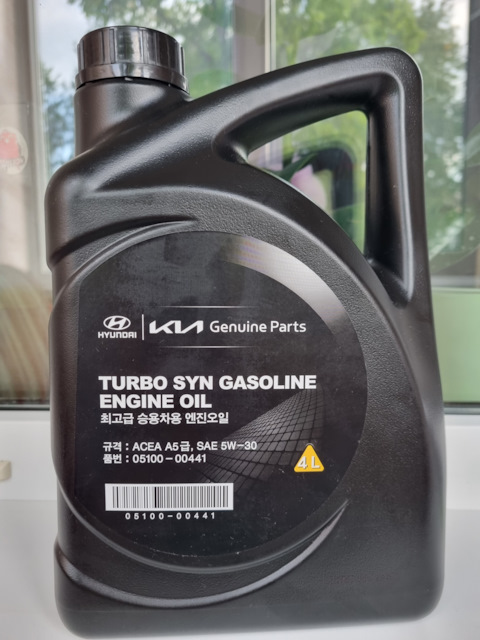 HYUNDAI KIA Genuine Parts
TURBO SYN GASOLINE
ENGINE OIL
최고급 승용차용 엔진오일
규격 : ACEA A5급, SAE 5W-30
품번 : 05100-00441
4L
05100-00441